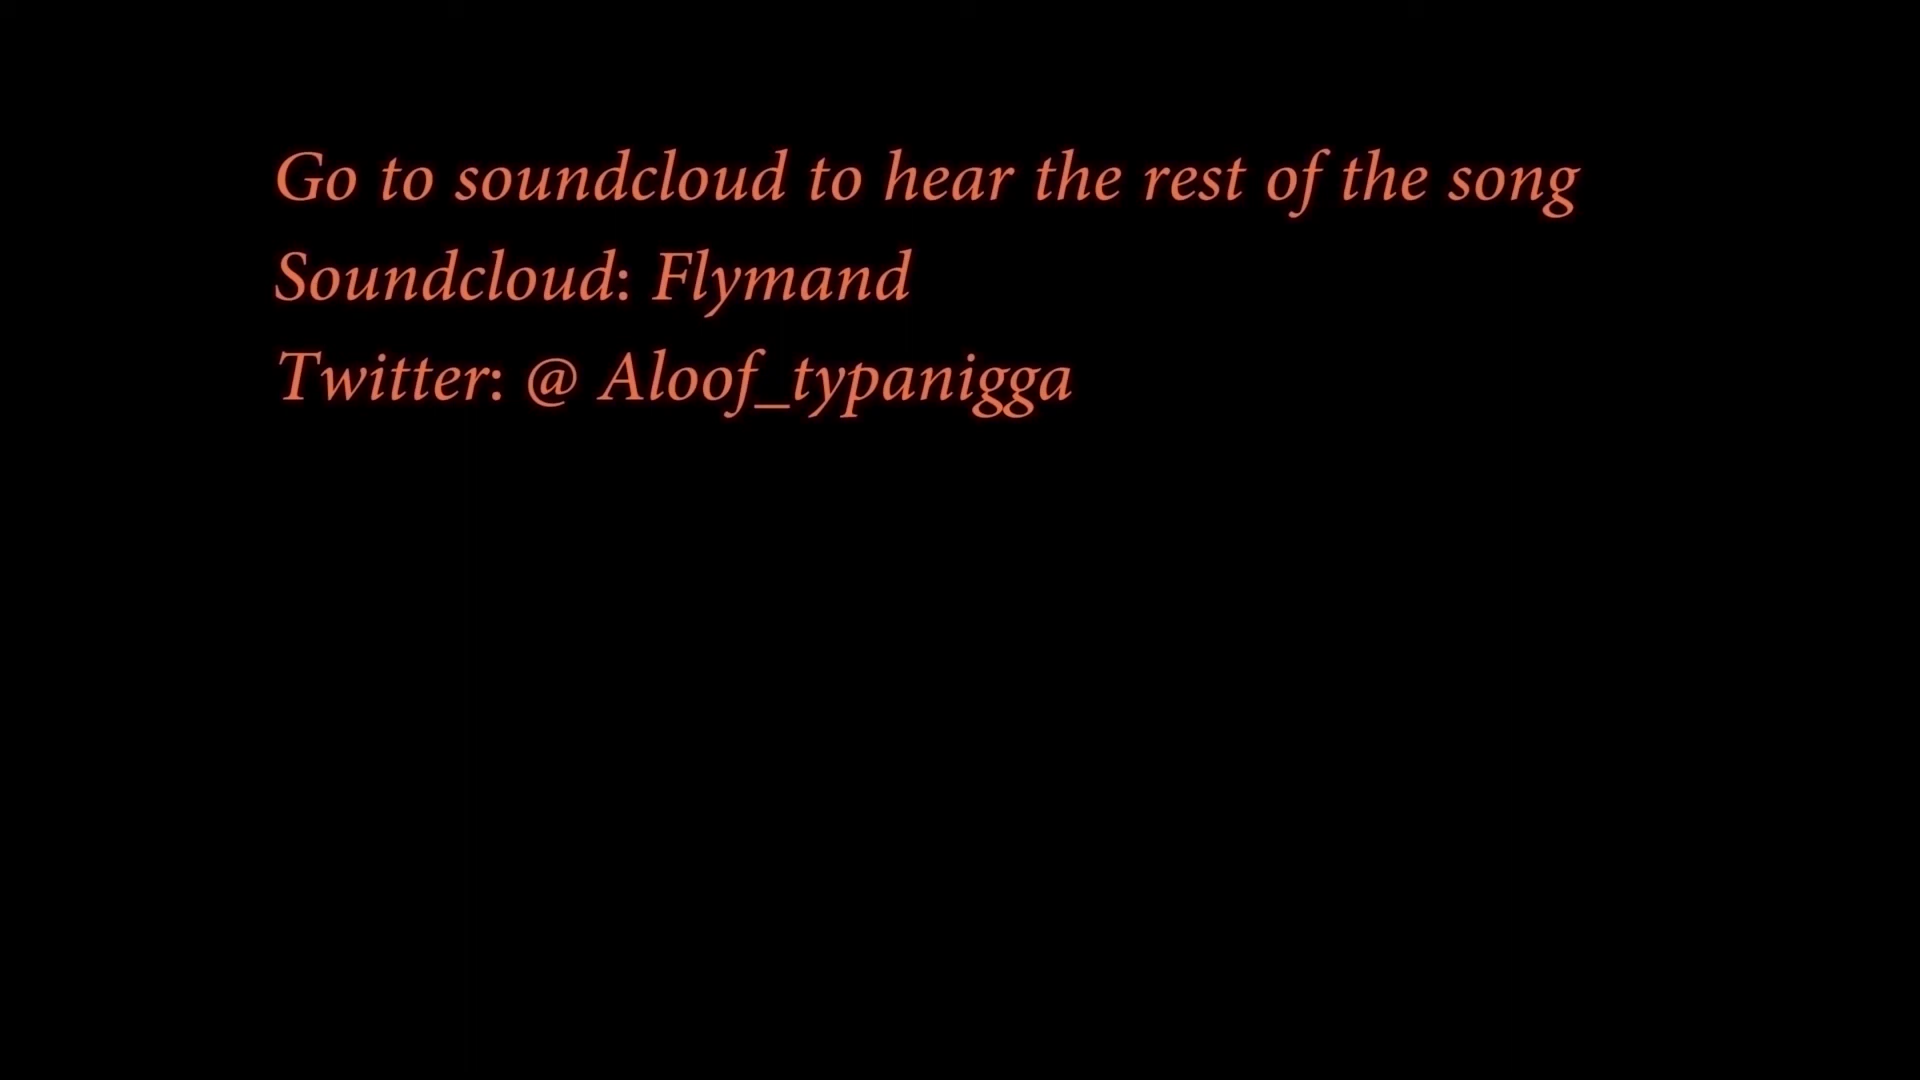 Go to soundcloud to hear the rest of the song
Soundcloud: Flymand
Twitter: @ Aloof_typanigga